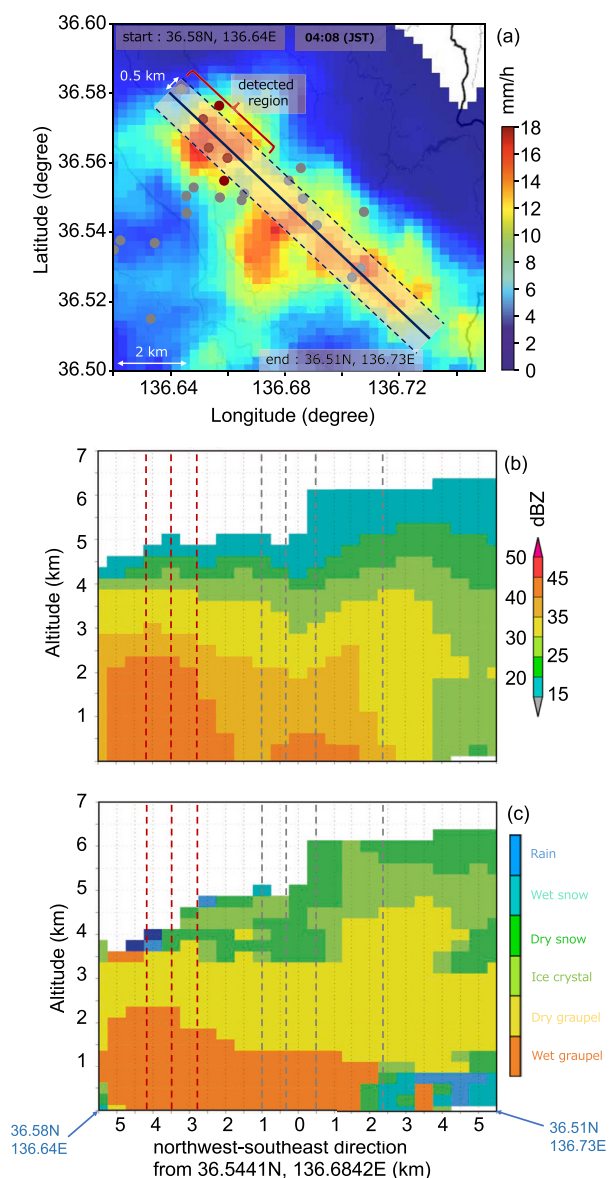 36.60
36.58
36.56
36.54
36.52
36.50
Latitude (degree)
start : 36.58N, 136.64E
04:08 (JST)
(a)
0.5 km
detected
region
2 km
end : 36.51N, 136.73E
136.64
136.68
136.72
Longitude (degree)
mm/h
18
16
14
12
10
8
6
4
2
0
(b)
7
6
5
4
3
2
1
Altitude (km)
dBZ
50
45
40
35
30
25
20
15
(c)
7
6
5
4
3
2
1
0
Altitude (km)
Rain
Wet snow
Dry snow
Ice crystal
Dry graupel
Wet graupel
5 4 3 2 1 0 1 2 3 4 5
36.58N
136.64E
36.51N
136.73E
northwest-southeast direction
from 36.5441N, 136.6842E (km)